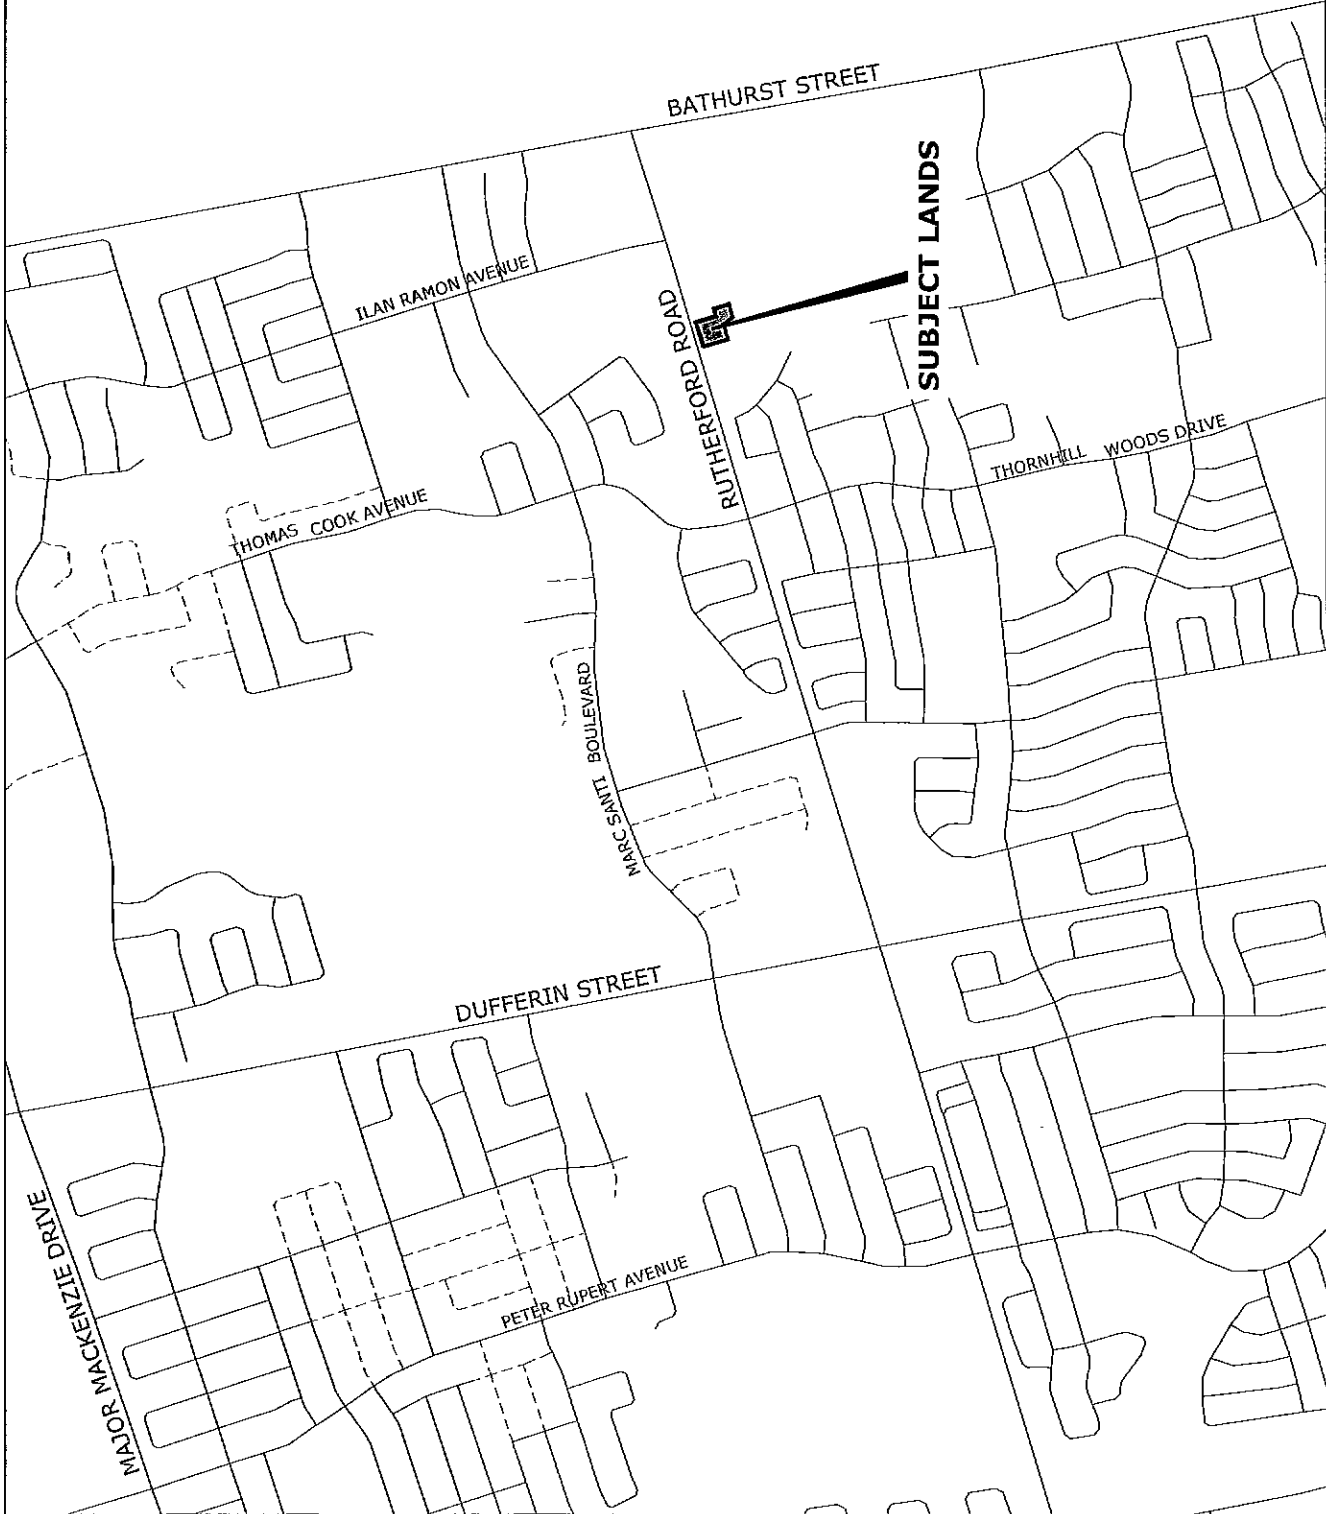 BATHURST STREET
SUBJECT LANDS
ILAN RAMON AVENUE
RUTHERFORD ROAD
THORNHILL WOODS DRIVE
THOMAS COOK AVENUE
MARC SANTI BOULEVARD
DUFFERIN STREET
MAJOR MACKENZIE DRIVE
PETER RUPERT AVENUE